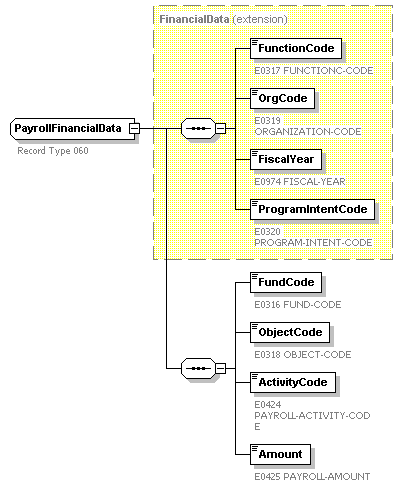 FinancialData (extension)
FunctionCode
E0317 FUNCTIONC-CODE
OrgCode
E0319
ORGANIZATION-CODE
PayrollFinancialData
Record Type 060
FiscalYear
E0974 FISCAL-YEAR
ProgramIntentCode
E0320
PROGRAM-INTENT-CODE
FundCode
E0316 FUND-CODE
ObjectCode
E0318 OBJECT-CODE
ActivityCode
E0424
PAYROLL-ACTIVITY-COD
E
Amount
E0425 PAYROLL-AMOUNT